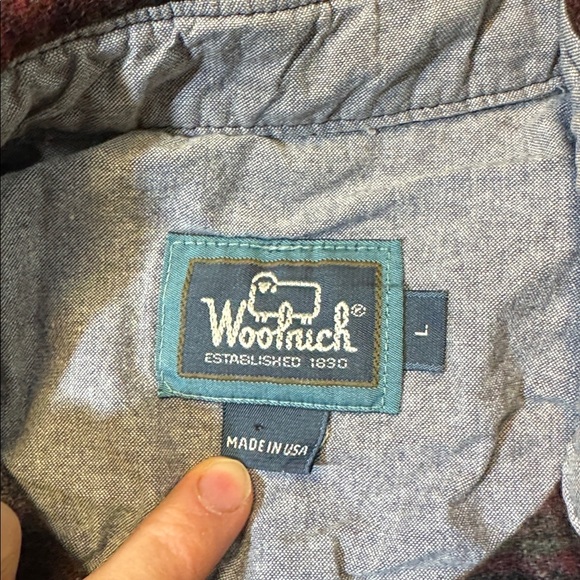 Woolrich®
ESTABLISHED 1830
L
MADE IN USA